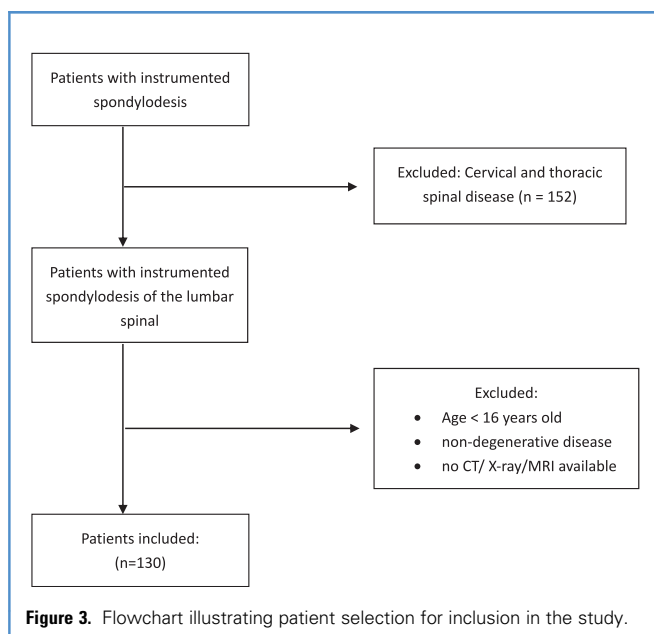 Patients with instrumented
spondylodesis
Excluded: Cervical and thoracic
spinal disease (n = 152)
Patients with instrumented
spondylodesis of the lumbar
spinal
Excluded:
• Age < 16 years old
• non-degenerative disease
• no CT/ X-ray/MRI available
Patients included:
(n=130)
Figure 3. Flowchart illustrating patient selection for inclusion in the study.